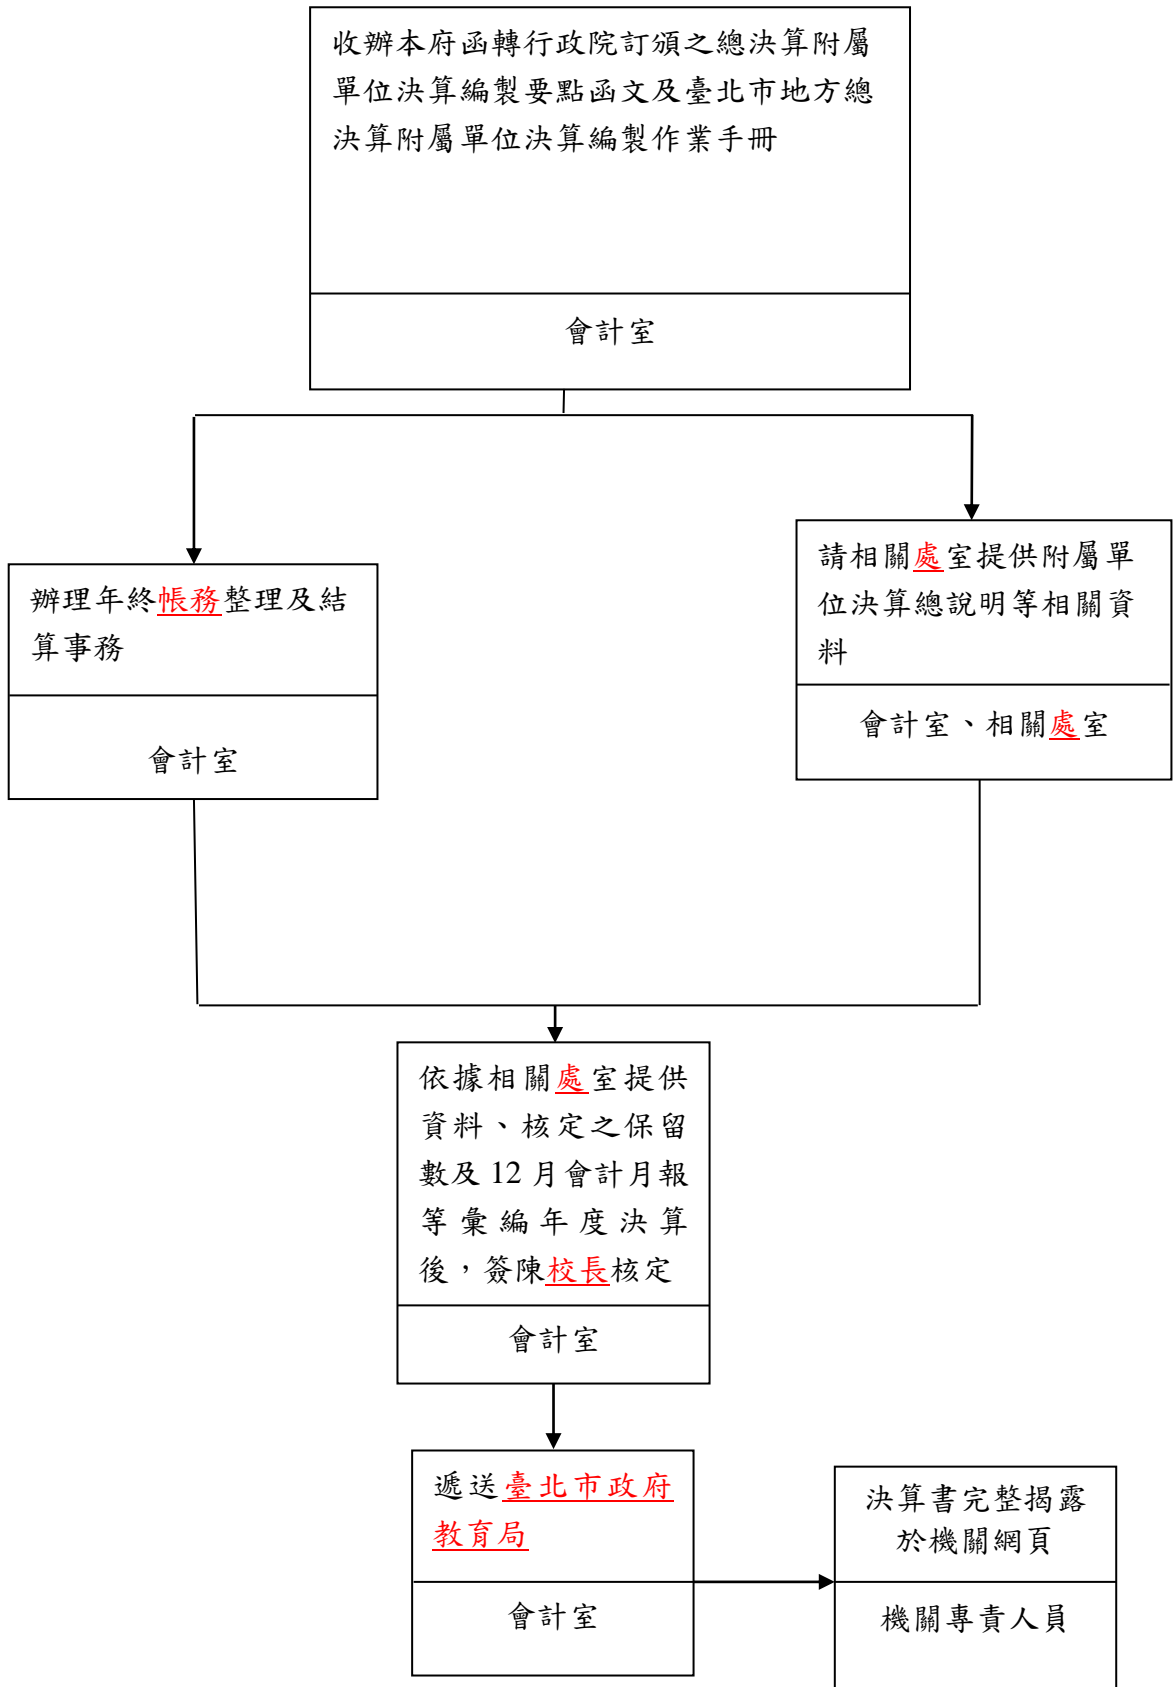 收辦本府函轉行政院訂頒之總決算附屬
單位決算編製要點函文及臺北市地方總
決算附屬單位決算編製作業手冊
會計室
辦理年終帳務整理及結
算事務
會計室
請相關處室提供附屬單
位決算總說明等相關資
料
會計室、相關處室
依據相關處室提供
資料、核定之保留
數及 12 月會計月報
等彙編年度決算
後，簽陳校長核定
會計室
遞送臺北市政府
教育局
會計室
決算書完整揭露
於機關網頁
機關專責人員